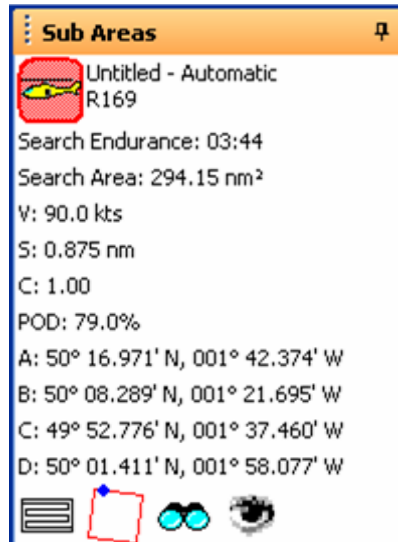 Sub Areas
Untitled - Automatic
R169
Search Endurance: 03:44
Search Area: 294.15 nm²
V: 90.0 kts
S: 0.875 nm
C: 1.00
POD: 79.0%
A: 50° 16.971' N, 001° 42.374' W
B: 50° 08.289' N, 001° 21.695' W
C: 49° 52.776' N, 001° 37.460' W
D: 50° 01.411' N, 001° 58.077' W